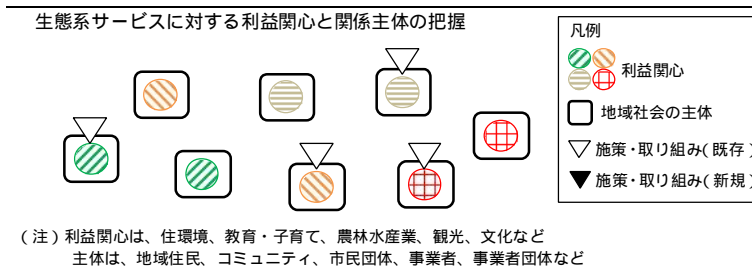 生態系サービスに対する利益関心と関係主体の把握
凡例
利益関心
地域社会の主体
施策・取り組み(既存)
施策・取り組み(新規)
(注)利益関心は、住環境、教育・子育て、農林水産業、観光、文化など
主体は、地域住民、コミュニティ、市民団体、事業者、事業者団体など